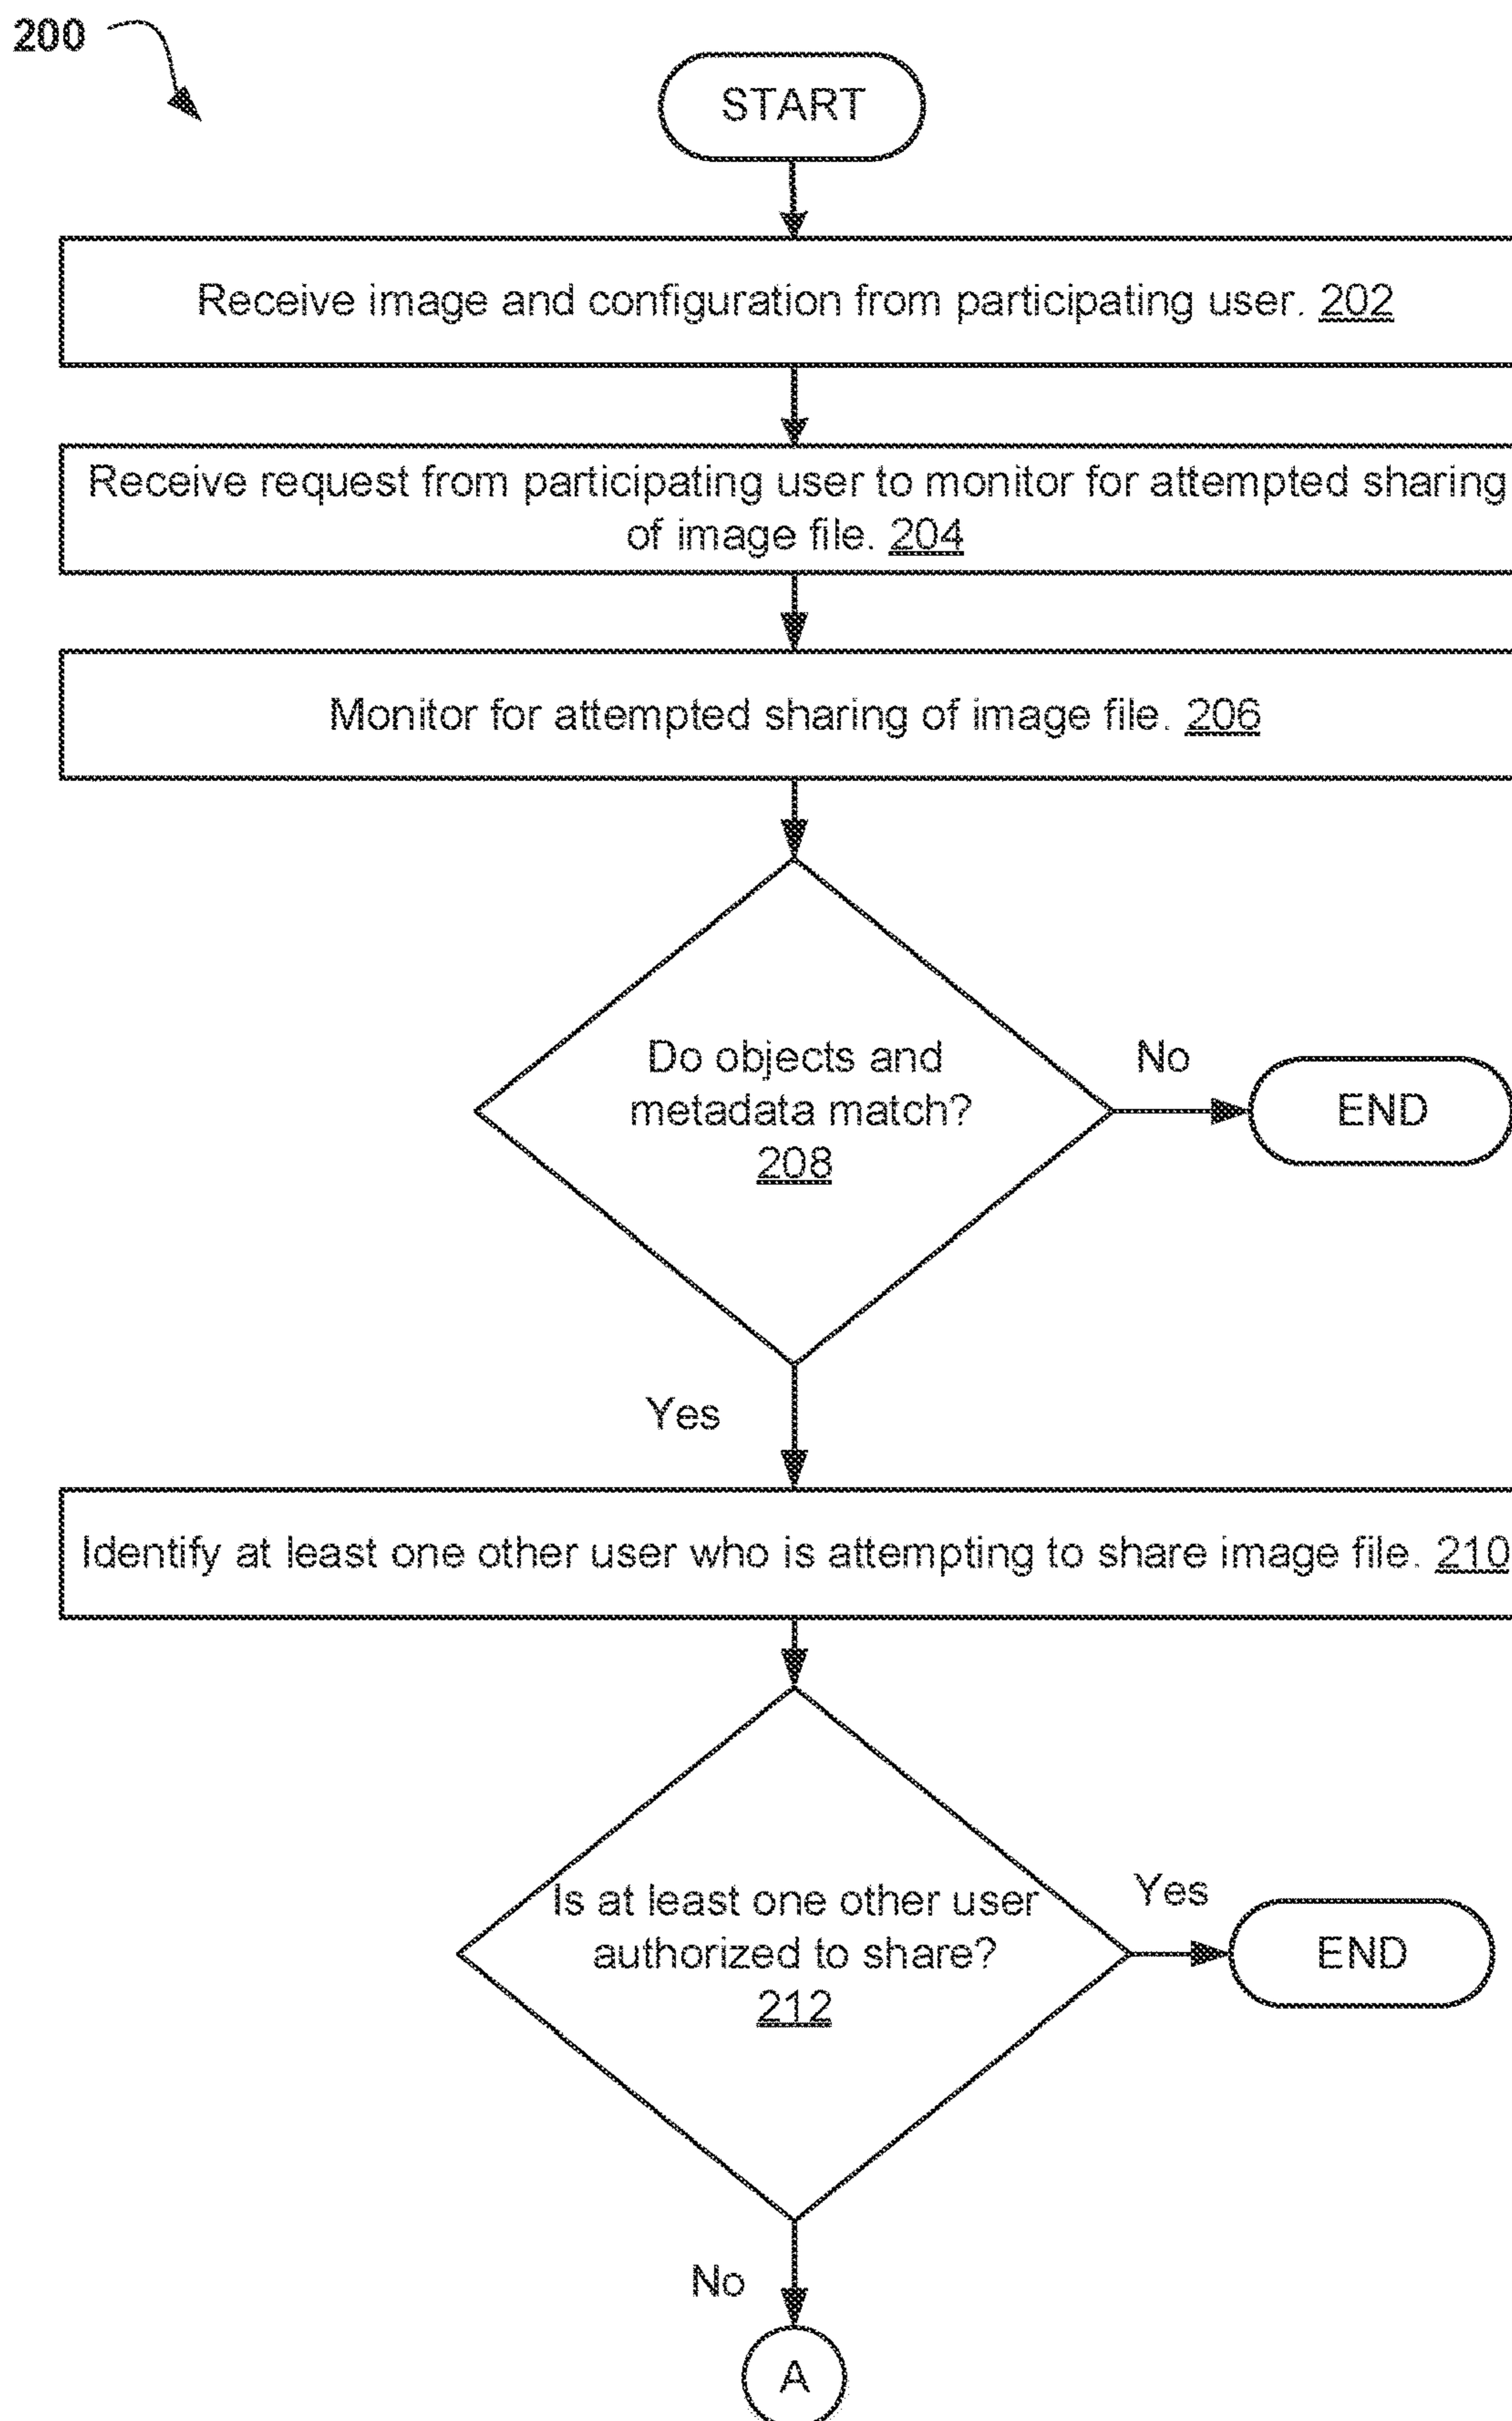 200
START
Receive image and configuration from participating user. 202
Receive request from participating user to monitor for attempted sharing
of image file. 204
Monitor for attempted sharing of image file. 206
Do objects and
metadata match?
208
No
END
Yes
Identify at least one other user who is attempting to share image file. 210
Is at least one other user
authorized to share?
212
Yes
END
No
A